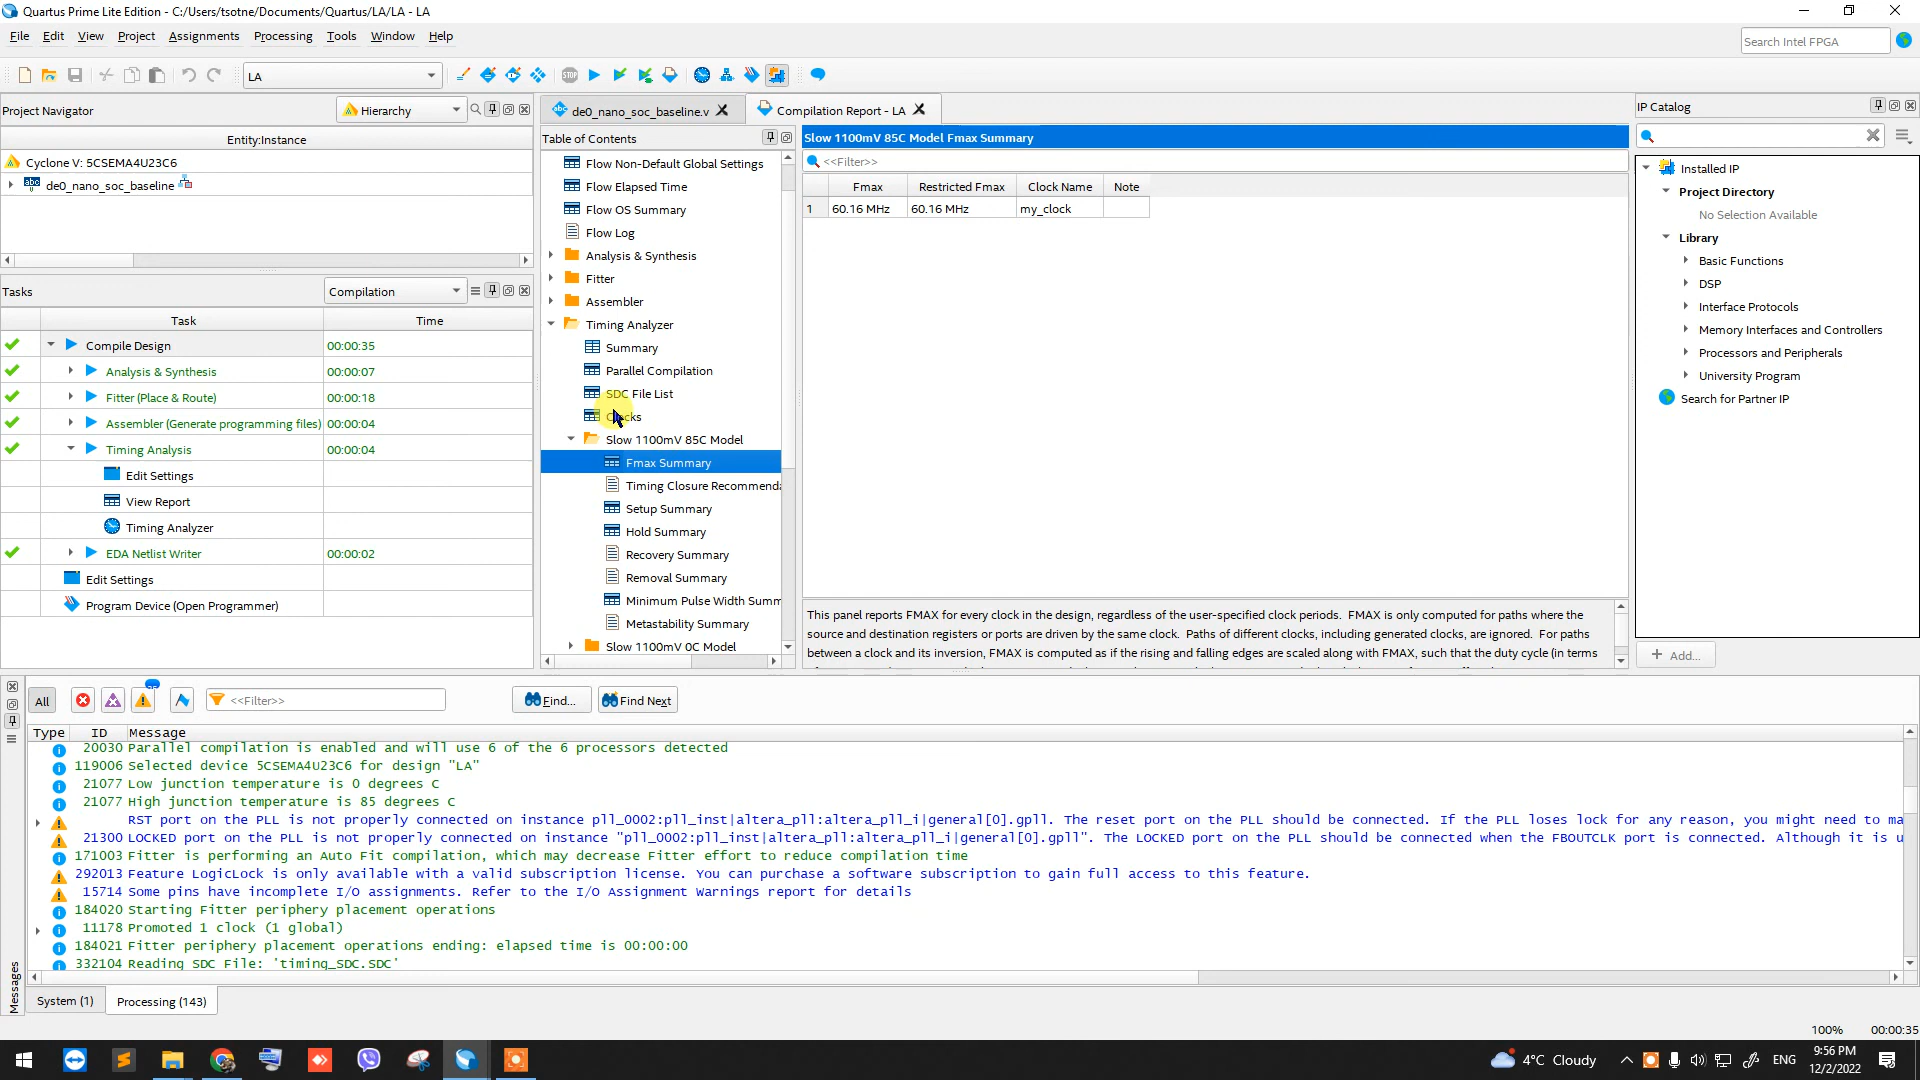 Quartus Prime Lite Edition - C:/Users/tsotne/Documents/Quartus/LA/LA - LA
File Edit View Project Assignments Processing Tools Window Help
Search Intel FPGA
LA
Project Navigator
Hierarchy
Entity:Instance
Cyclone V: 5CSEMA4U23C6
de0_nano_soc_baseline
Tasks
Compilation
Task Time
Compile Design 00:00:35
Analysis & Synthesis 00:00:07
Fitter (Place & Route) 00:00:18
Assembler (Generate programming files) 00:00:04
Timing Analysis 00:00:04
Edit Settings
View Report
Timing Analyzer
EDA Netlist Writer 00:00:02
Edit Settings
Program Device (Open Programmer)
de0_nano_soc_baseline.v
Compilation Report - LA
Table of Contents
Flow Non-Default Global Settings
Flow Elapsed Time
Flow OS Summary
Flow Log
Analysis & Synthesis
Fitter
Assembler
Timing Analyzer
Summary
Parallel Compilation
SDC File List
Clocks
Slow 1100mV 85C Model
Fmax Summary
Timing Closure Recommenda
Setup Summary
Hold Summary
Recovery Summary
Removal Summary
Minimum Pulse Width Summ
Metastability Summary
Slow 1100mV 0C Model
Slow 1100mV 85C Model Fmax Summary
<<Filter>>
Fmax Restricted Fmax Clock Name Note
1 60.16 MHz 60.16 MHz my_clock
This panel reports FMAX for every clock in the design, regardless of the user-specified clock periods. FMAX is only computed for paths where the
source and destination registers or ports are driven by the same clock. Paths of different clocks, including generated clocks, are ignored. For paths
between a clock and its inversion, FMAX is computed as if the rising and falling edges are scaled along with FMAX, such that the duty cycle (in terms
IP Catalog
Installed IP
Project Directory
No Selection Available
Library
Basic Functions
DSP
Interface Protocols
Memory Interfaces and Controllers
Processors and Peripherals
University Program
Search for Partner IP
+ Add...
All
<<Filter>>
Find...
Find Next
Type ID Message
20030 Parallel compilation is enabled and will use 6 of the 6 processors detected
119006 Selected device 5CSEMA4U23C6 for design "LA"
21077 Low junction temperature is 0 degrees C
21077 High junction temperature is 85 degrees C
RST port on the PLL is not properly connected on instance pll_0002:pll_inst|altera_pll:altera_pll_i|general[0].gpll. The reset port on the PLL should be connected. If the PLL loses lock for any reason, you might need to ma
21300 LOCKED port on the PLL is not properly connected on instance "pll_0002:pll_inst|altera_pll:altera_pll_i|general[0].gpll". The LOCKED port on the PLL should be connected when the FBOUTCLK port is connected. Although it is u
171003 Fitter is performing an Auto Fit compilation, which may decrease Fitter effort to reduce compilation time
292013 Feature LogicLock is only available with a valid subscription license. You can purchase a software subscription to gain full access to this feature.
15714 Some pins have incomplete I/O assignments. Refer to the I/O Assignment Warnings report for details
184020 Starting Fitter periphery placement operations
11178 Promoted 1 clock (1 global)
184021 Fitter periphery placement operations ending: elapsed time is 00:00:00
332104 Reading SDC File: 'timing_SDC.SDC'
Messages
System (1)
Processing (143)
100% 00:00:35
4°C Cloudy
ENG
9:56 PM
12/2/2022